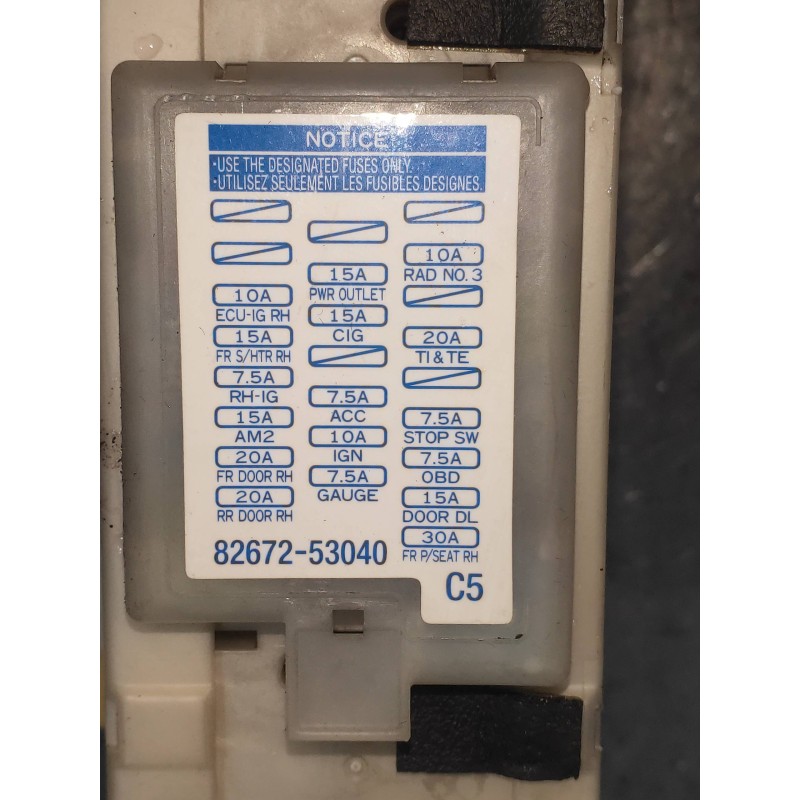 NOTICE
·USE THE DESIGNATED FUSES ONLY.
·UTILISEZ SEULEMENT LES FUSIBLES DESIGNES.
10A
ECU-IG RH
15A
FR S/HTR RH
7.5A
RH-IG
15A
AM2
20A
FR DOOR RH
20A
RR DOOR RH
15A
PWR OUTLET
15A
CIG
7.5A
ACC
10A
IGN
7.5A
GAUGE
10A
RAD NO. 3
20A
TI & TE
7.5A
STOP SW
7.5A
OBD
15A
DOOR DL
30A
FR P/SEAT RH
82672-53040
C5